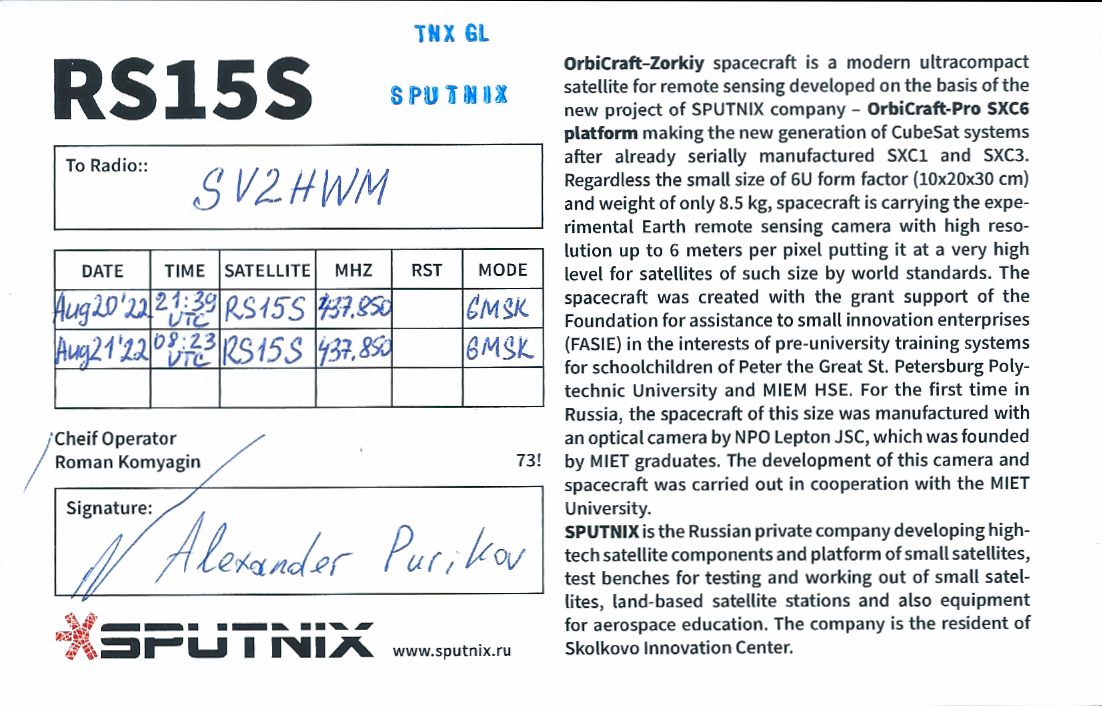 TNX GL
RS15S
SPUTNIX
To Radio::
SV2HWM
DATE TIME SATELLITE MHZ RST MODE
Aug20'22 21:39 UTC RS15S 437.850 GMSK
Aug21'22 08:23 UTC RS15S 437.850 GMSK
Cheif Operator
Roman Komyagin
73!
Signature:
Alexander Purikov
SPUTNIX
www.sputnix.ru
OrbiCraft–Zorkiy spacecraft is a modern ultracompact
satellite for remote sensing developed on the basis of the
new project of SPUTNIX company – OrbiCraft-Pro SXC6
platform making the new generation of CubeSat systems
after already serially manufactured SXC1 and SXC3.
Regardless the small size of 6U form factor (10x20x30 cm)
and weight of only 8.5 kg, spacecraft is carrying the expe-
rimental Earth remote sensing camera with high reso-
lution up to 6 meters per pixel putting it at a very high
level for satellites of such size by world standards. The
spacecraft was created with the grant support of the
Foundation for assistance to small innovation enterprises
(FASIE) in the interests of pre-university training systems
for schoolchildren of Peter the Great St. Petersburg Poly-
technic University and MIEM HSE. For the first time in
Russia, the spacecraft of this size was manufactured with
an optical camera by NPO Lepton JSC, which was founded
by MIET graduates. The development of this camera and
spacecraft was carried out in cooperation with the MIET
University.
SPUTNIX is the Russian private company developing high-
tech satellite components and platform of small satellites,
test benches for testing and working out of small satel-
lites, land-based satellite stations and also equipment
for aerospace education. The company is the resident of
Skolkovo Innovation Center.